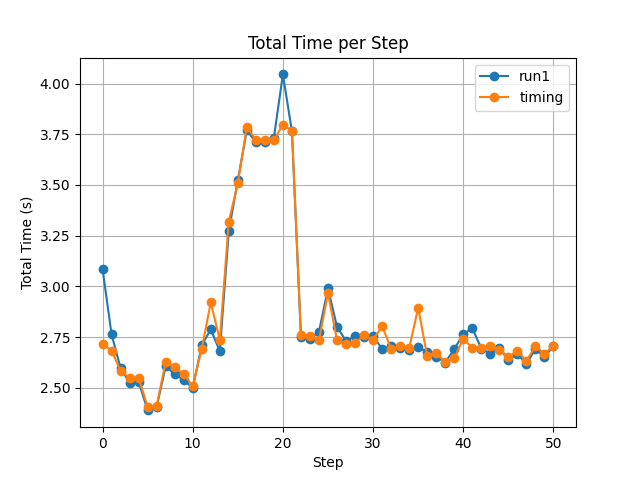 Total Time per Step
run1
timing
Total Time (s)
4.00
3.75
3.50
3.25
3.00
2.75
2.50
0 10 20 30 40 50
Step